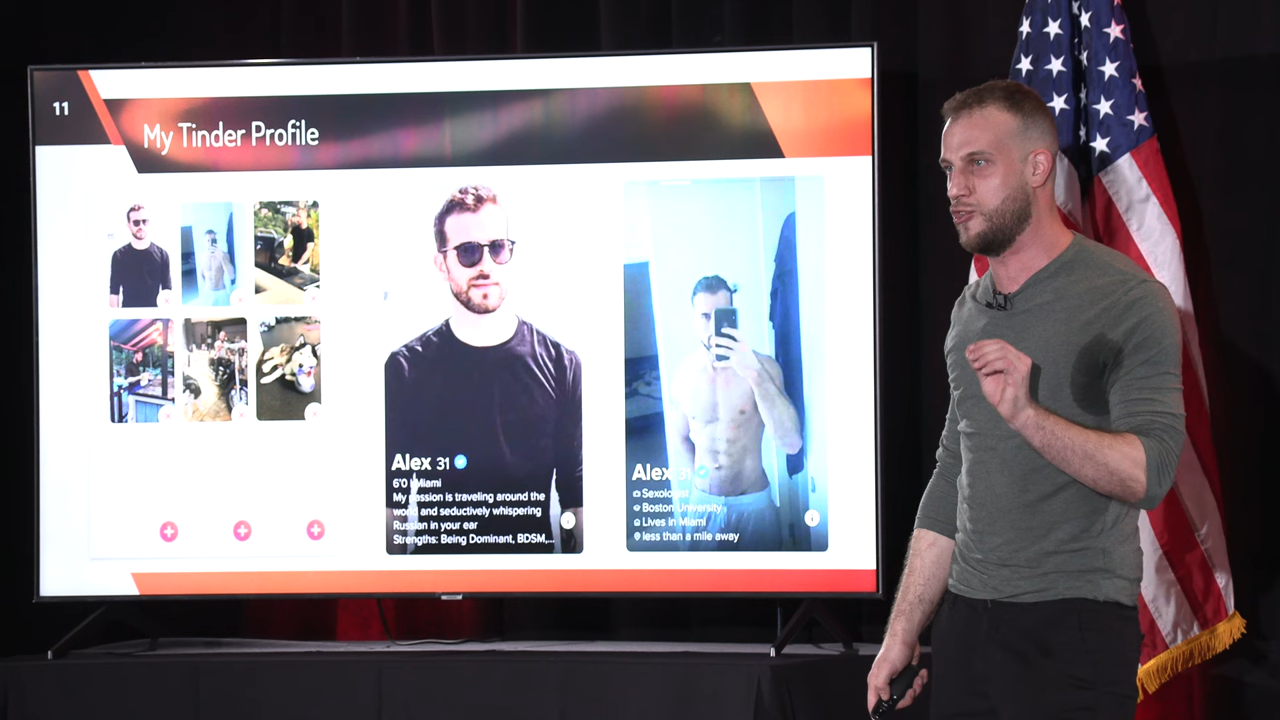 11
My Tinder Profile
Alex 31
6'0 | Miami
My passion is traveling around the
world and seductively whispering
Russian in your ear
Strengths: Being Dominant, BDSM,...
Alex 31
Sexologist
Boston University
Lives in Miami
less than a mile away